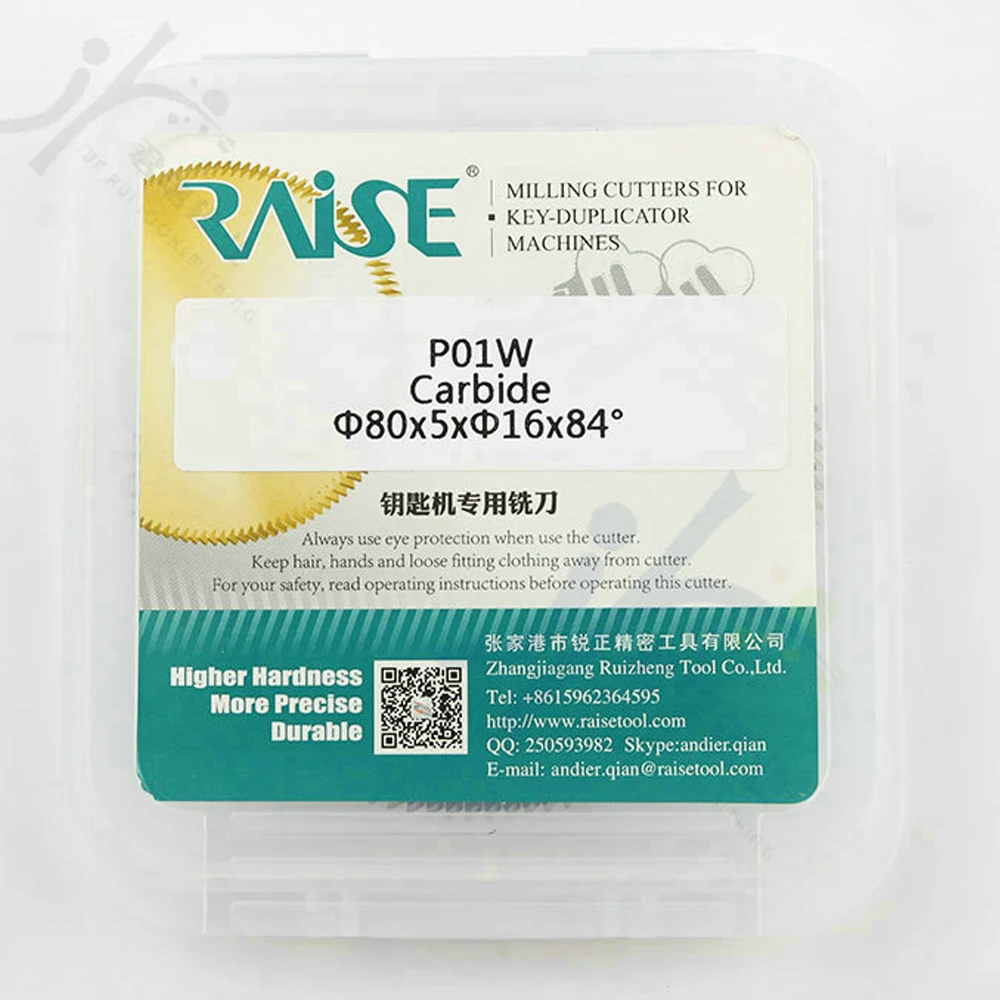 RAiSE®
MILLING CUTTERS FOR
KEY-DUPLICATOR
MACHINES
P01W
Carbide
Φ80x5xΦ16x84°
钥匙机专用铣刀
Always use eye protection when use the cutter.
Keep hair, hands and loose fitting clothing away from cutter.
For your safety, read operating instructions before operating this cutter.
Higher Hardness
More Precise
Durable
张家港市锐正精密工具有限公司
Zhangjiagang Ruizheng Tool Co.,Ltd.
Tel: +8615962364595
http://www.raisetool.com
QQ: 250593982 Skype:andier.qian
E-mail: andier.qian@raisetool.com